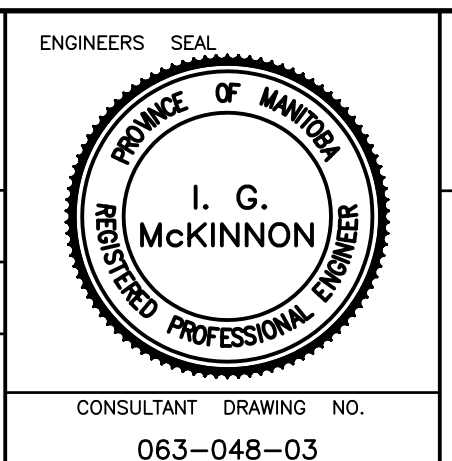 ENGINEERS SEAL
PROVINCE OF MANITOBA
I. G.
McKINNON
REGISTERED PROFESSIONAL ENGINEER
CONSULTANT DRAWING NO.
063-048-03